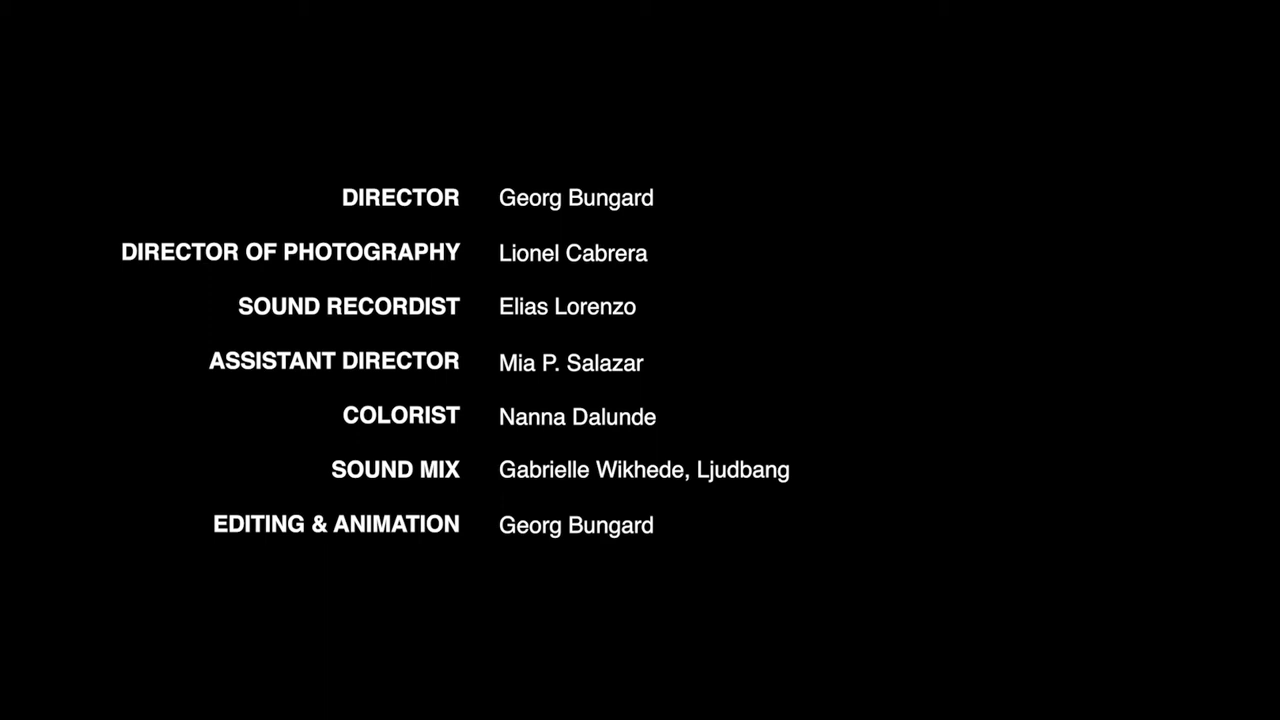 DIRECTOR Georg Bungard
DIRECTOR OF PHOTOGRAPHY Lionel Cabrera
SOUND RECORDIST Elias Lorenzo
ASSISTANT DIRECTOR Mia P. Salazar
COLORIST Nanna Dalunde
SOUND MIX Gabrielle Wikhede, Ljudbang
EDITING & ANIMATION Georg Bungard